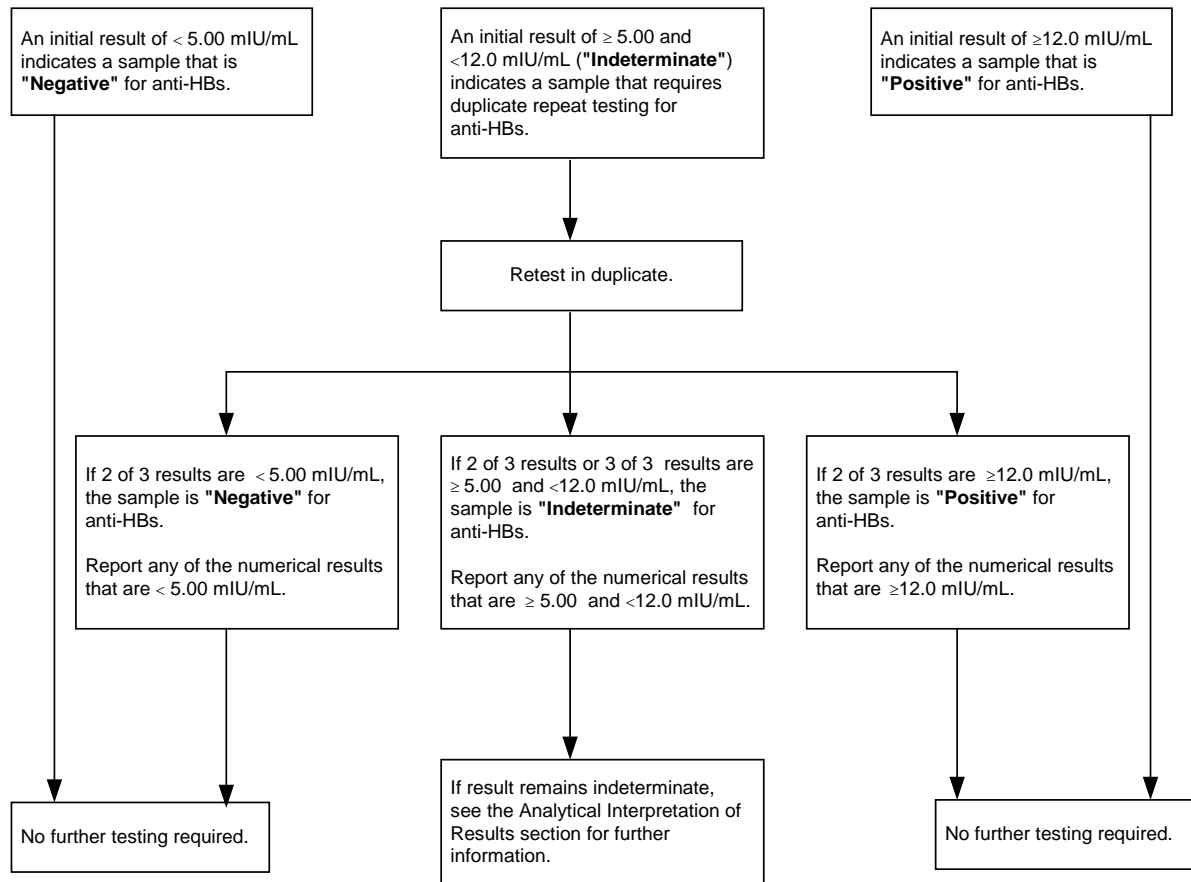 An initial result of < 5.00 mIU/mL
indicates a sample that is
"Negative" for anti-HBs.
An initial result of ≥ 5.00 and
<12.0 mIU/mL ("Indeterminate")
indicates a sample that requires
duplicate repeat testing for
anti-HBs.
An initial result of ≥12.0 mIU/mL
indicates a sample that is
"Positive" for anti-HBs.
Retest in duplicate.
If 2 of 3 results are < 5.00 mIU/mL,
the sample is "Negative" for
anti-HBs.
Report any of the numerical results
that are < 5.00 mIU/mL.
If 2 of 3 results or 3 of 3 results are
≥ 5.00 and <12.0 mIU/mL, the
sample is "Indeterminate" for
anti-HBs.
Report any of the numerical results
that are ≥ 5.00 and <12.0 mIU/mL.
If 2 of 3 results are ≥12.0 mIU/mL,
the sample is "Positive" for
anti-HBs.
Report any of the numerical results
that are ≥12.0 mIU/mL.
No further testing required.
If result remains indeterminate,
see the Analytical Interpretation of
Results section for further
information.
No further testing required.